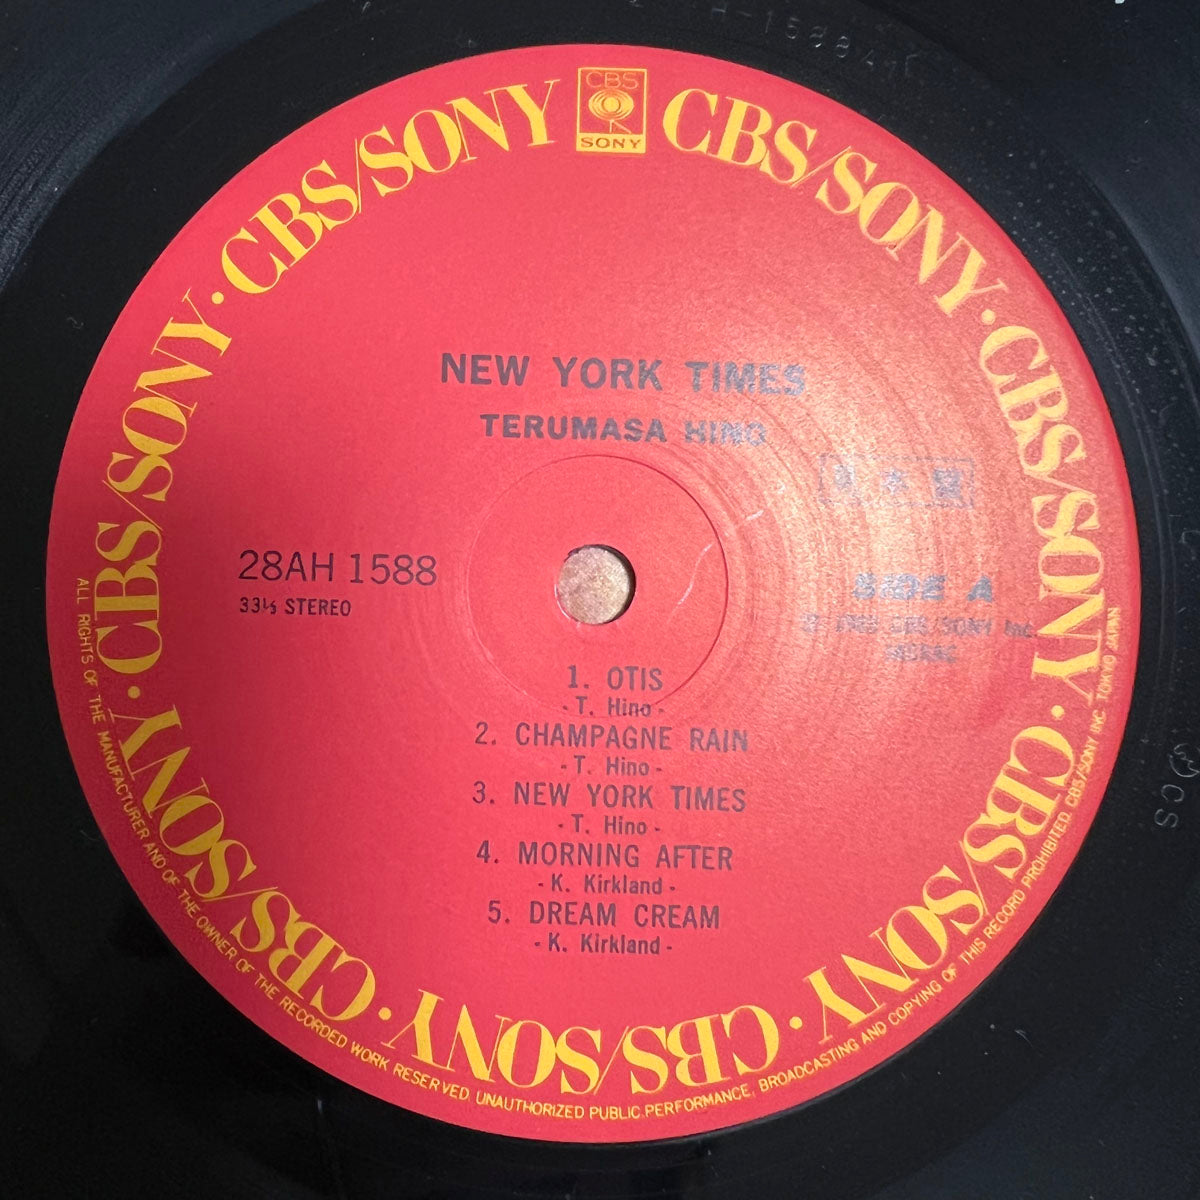 CBS
SONY
CBS/SONY · CBS/SONY · CBS/SONY · CBS/SONY · CBS/SONY · CBS/SONY · CBS/SONY · CBS/SONY
NEW YORK TIMES
TERUMASA HINO
28AH 1588
33⅓ STEREO
SIDE A
CBS/SONY Inc.
1. OTIS
- T. Hino -
2. CHAMPAGNE RAIN
- T. Hino -
3. NEW YORK TIMES
- T. Hino -
4. MORNING AFTER
- K. Kirkland -
5. DREAM CREAM
- K. Kirkland -
ALL RIGHTS OF THE MANUFACTURER AND OF THE OWNER OF THE RECORDED WORK RESERVED. UNAUTHORIZED PUBLIC PERFORMANCE, BROADCASTING AND COPYING OF THIS RECORD PROHIBITED CBS/SONY INC. TOKYO JAPAN